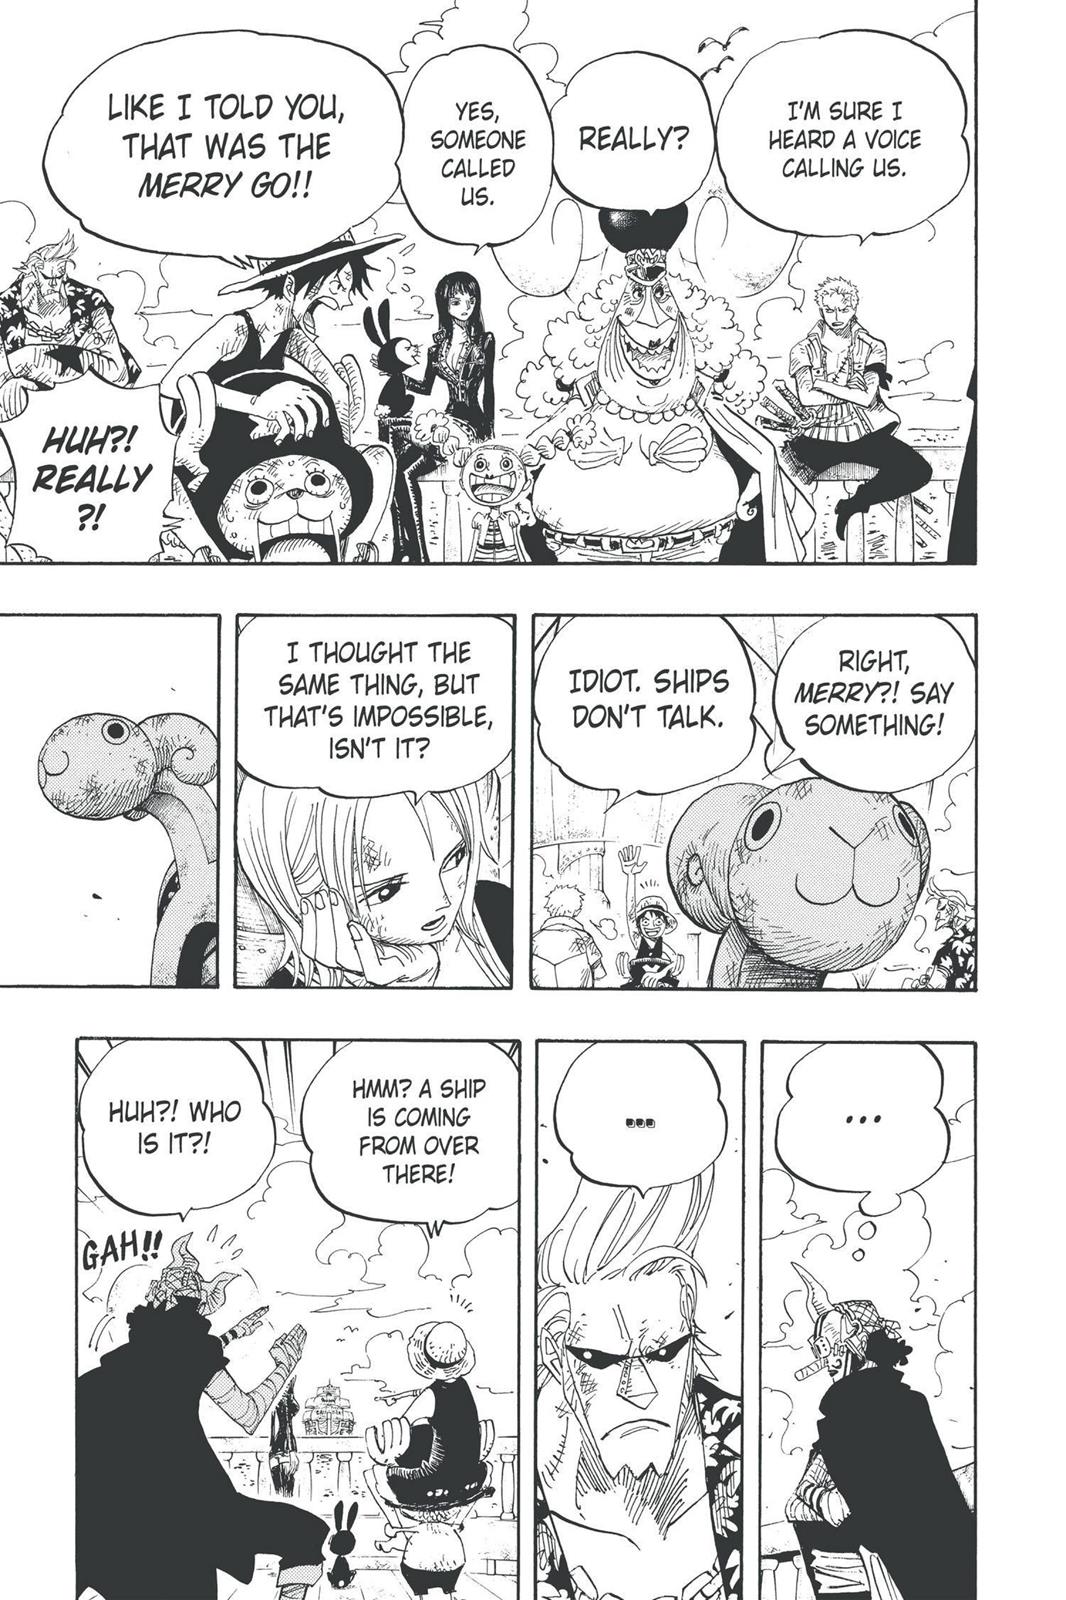 I'M SURE I
HEARD A VOICE
CALLING US.
REALLY?
YES,
SOMEONE
CALLED
US.
LIKE I TOLD YOU,
THAT WAS THE
MERRY GO!!
HUH?!
REALLY
?!
RIGHT,
MERRY?! SAY
SOMETHING!
IDIOT. SHIPS
DON'T TALK.
I THOUGHT THE
SAME THING, BUT
THAT'S IMPOSSIBLE,
ISN'T IT?
...
...
HMM? A SHIP
IS COMING
FROM OVER
THERE!
HUH?! WHO
IS IT?!
GAH!!